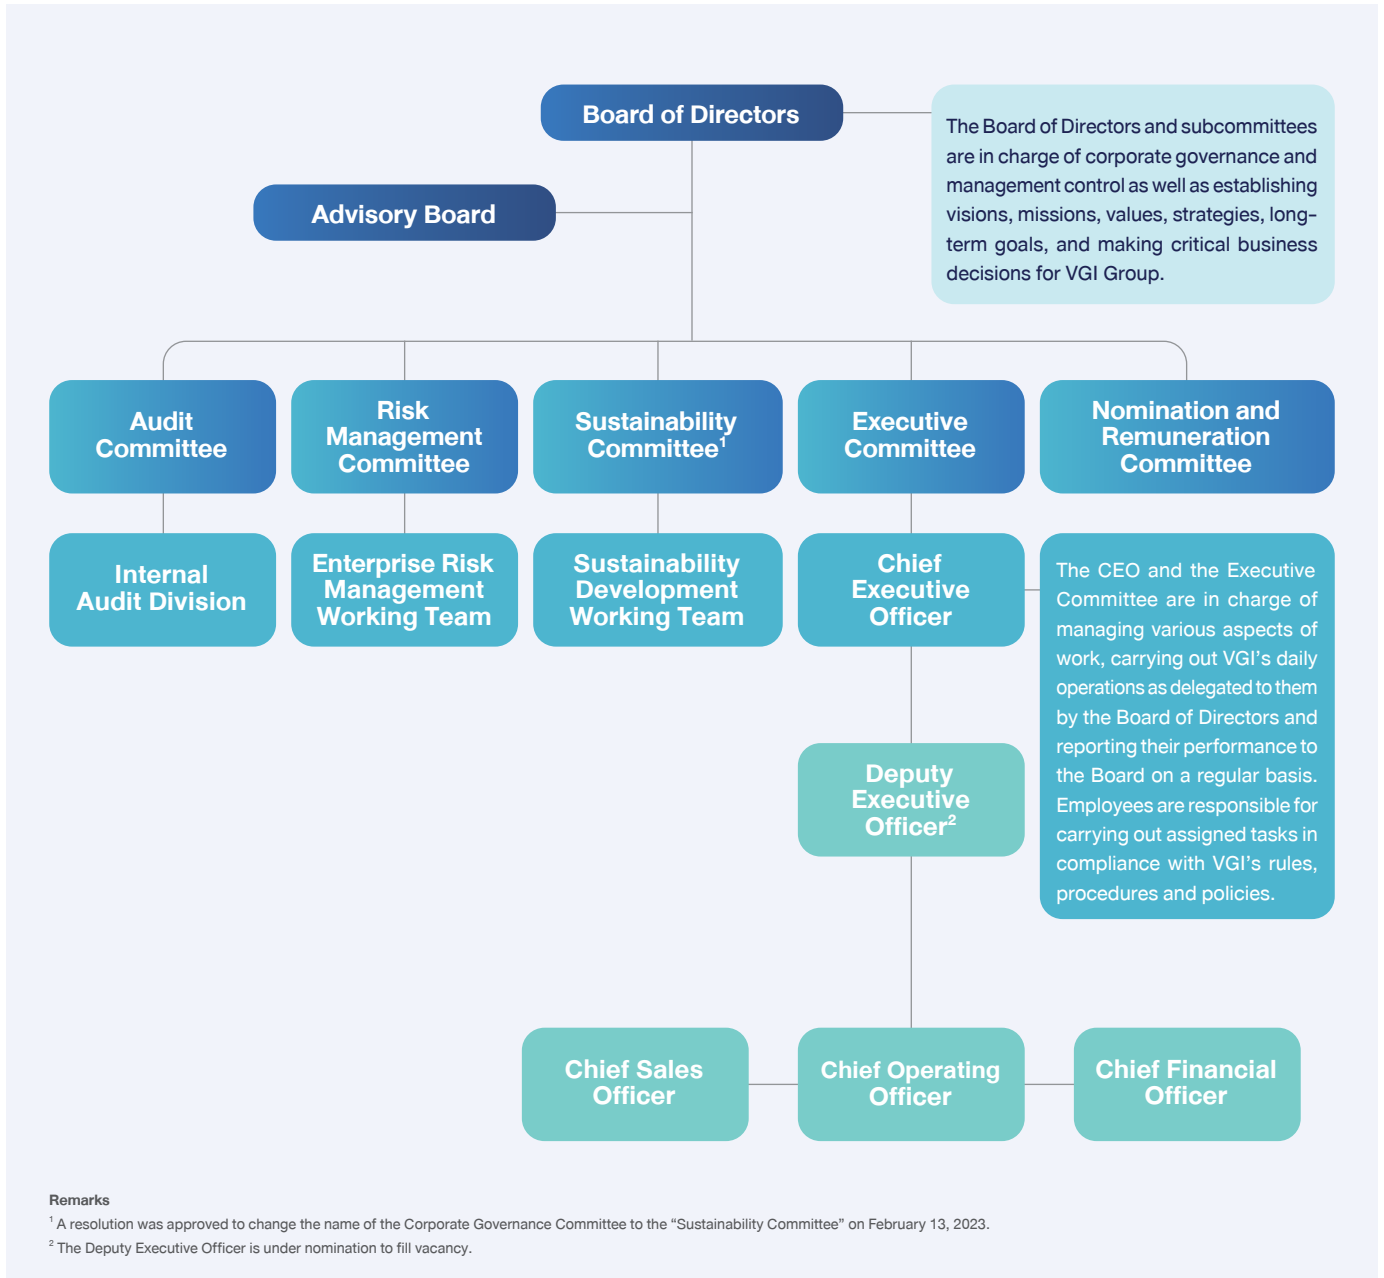 Board of Directors
The Board of Directors and subcommittees
are in charge of corporate governance and
management control as well as establishing
visions, missions, values, strategies, long-
term goals, and making critical business
decisions for VGI Group.
Advisory Board
Audit
Committee
Risk
Management
Committee
Sustainability
Committee¹
Executive
Committee
Nomination and
Remuneration
Committee
Internal
Audit Division
Enterprise Risk
Management
Working Team
Sustainability
Development
Working Team
Chief
Executive
Officer
The CEO and the Executive
Committee are in charge of
managing various aspects of
work, carrying out VGI's daily
operations as delegated to them
by the Board of Directors and
reporting their performance to
the Board on a regular basis.
Employees are responsible for
carrying out assigned tasks in
compliance with VGI's rules,
procedures and policies.
Deputy
Executive
Officer²
Chief Sales
Officer
Chief Operating
Officer
Chief Financial
Officer
Remarks
¹ A resolution was approved to change the name of the Corporate Governance Committee to the “Sustainability Committee” on February 13, 2023.
² The Deputy Executive Officer is under nomination to fill vacancy.